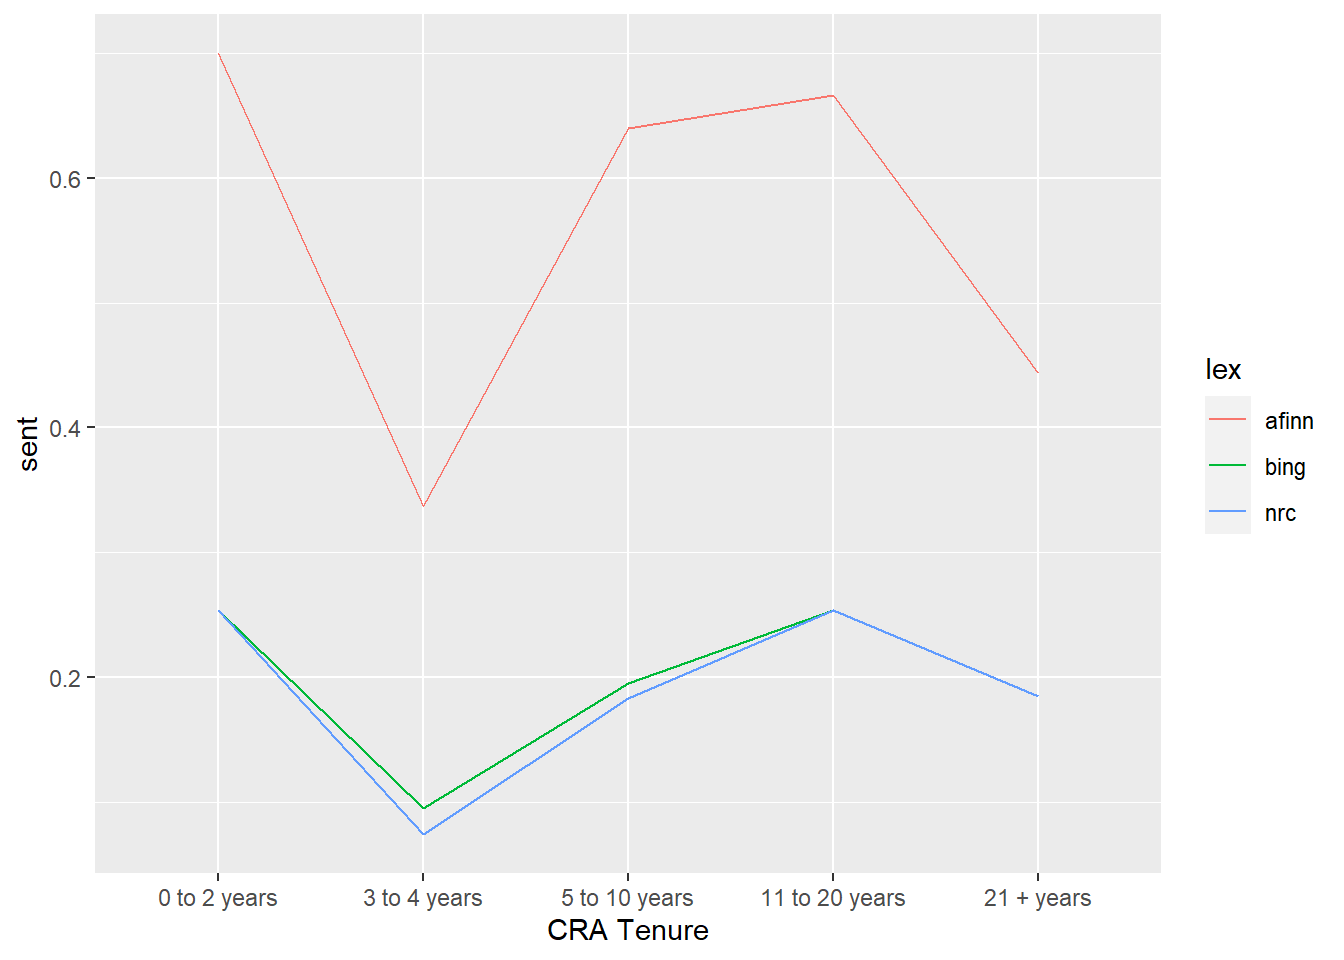 sent
0.6
0.4
0.2
0 to 2 years
3 to 4 years
5 to 10 years
11 to 20 years
21 + years
CRA Tenure
lex
afinn
bing
nrc